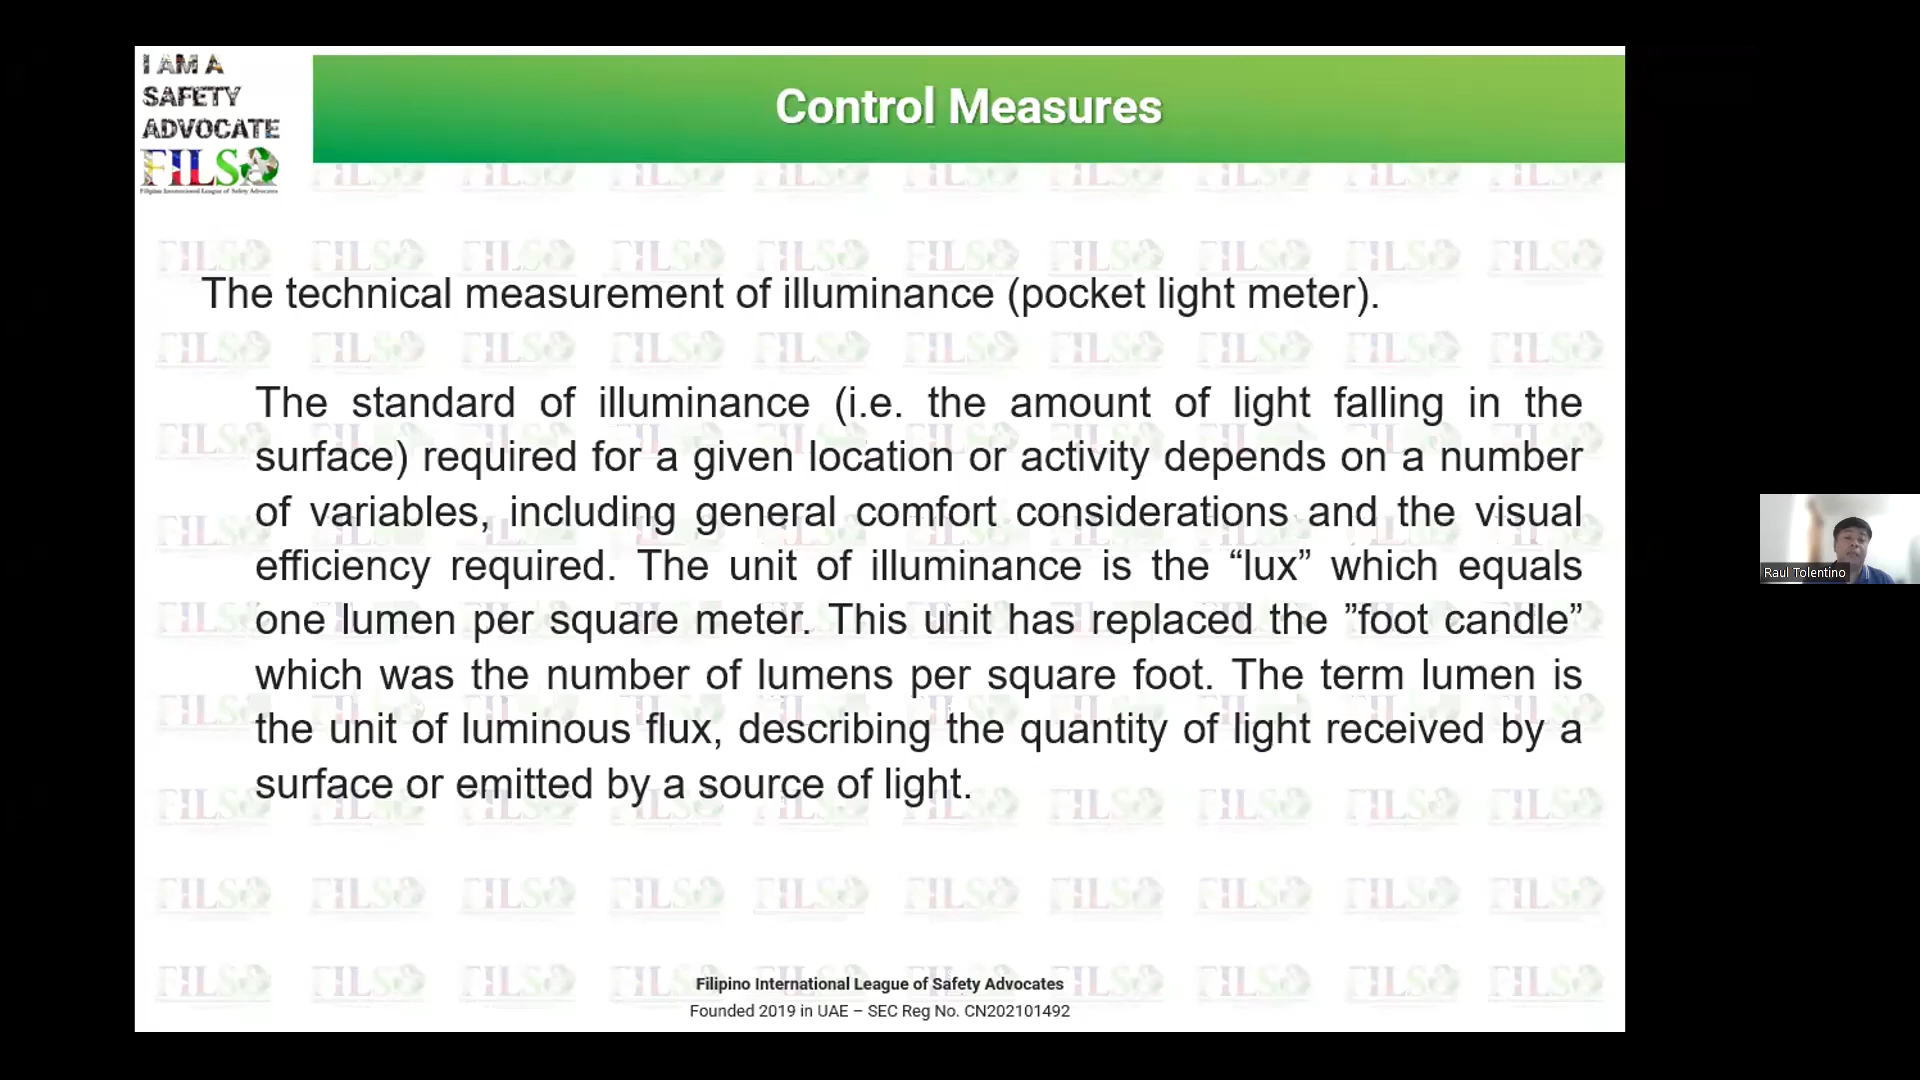 I AM A
SAFETY
ADVOCATE
FILSA
Filipino International League of Safety Advocates
Control Measures
The technical measurement of illuminance (pocket light meter).
The standard of illuminance (i.e. the amount of light falling in the
surface) required for a given location or activity depends on a number
of variables, including general comfort considerations and the visual
efficiency required. The unit of illuminance is the “lux” which equals
one lumen per square meter. This unit has replaced the ”foot candle”
which was the number of lumens per square foot. The term lumen is
the unit of luminous flux, describing the quantity of light received by a
surface or emitted by a source of light.
Raul Tolentino
Filipino International League of Safety Advocates
Founded 2019 in UAE – SEC Reg No. CN202101492